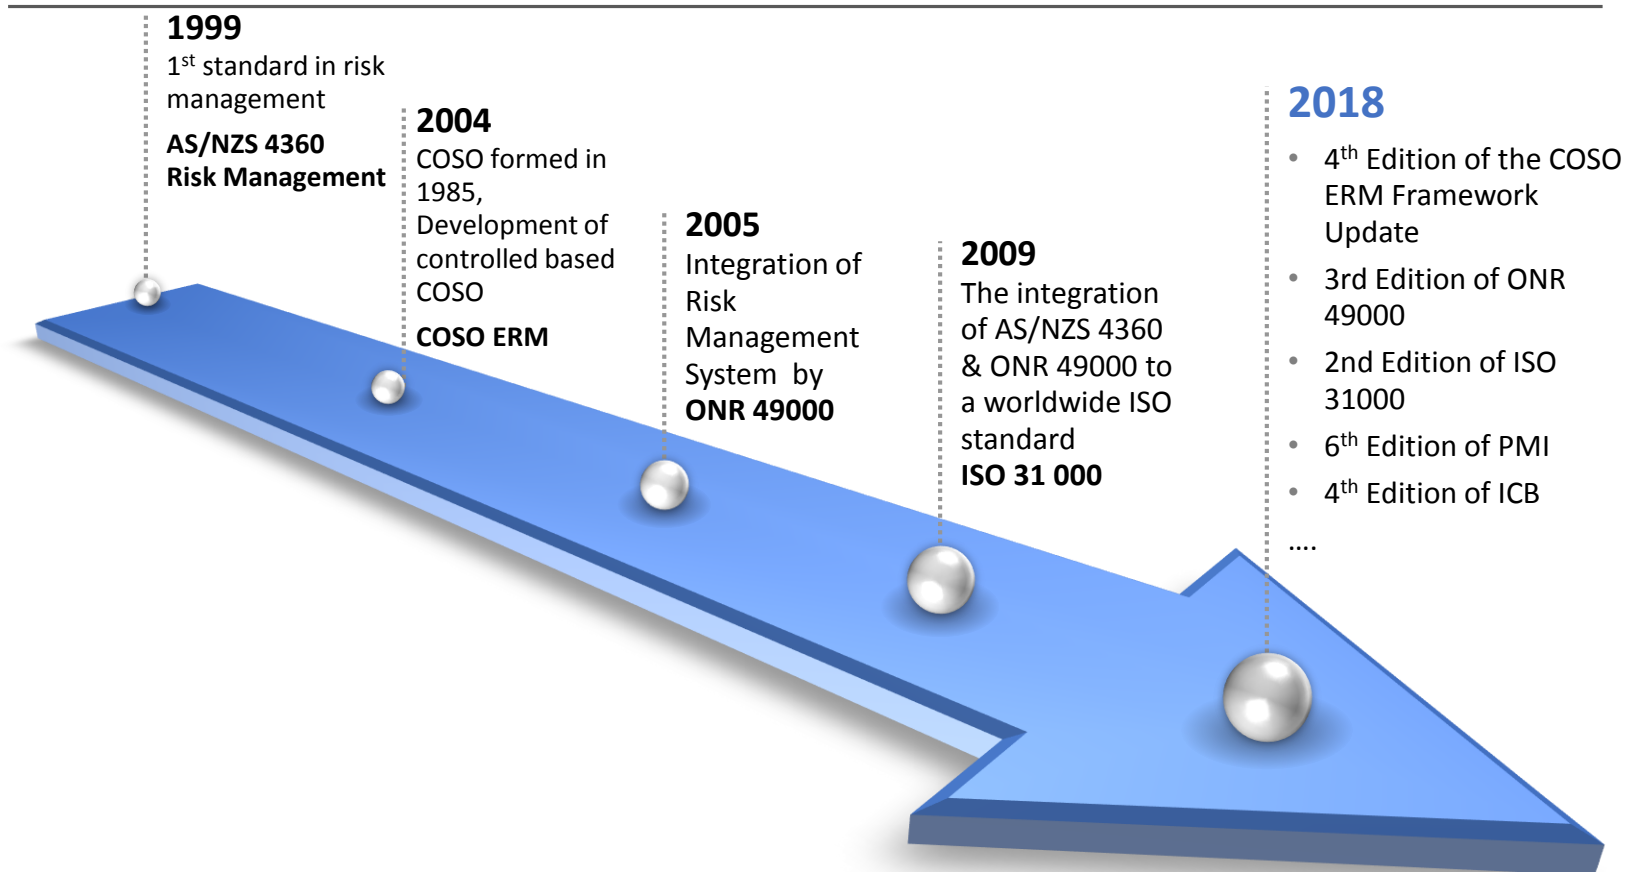 1999
1st standard in risk
management
AS/NZS 4360
Risk Management
2004
COSO formed in
1985,
Development of
controlled based
COSO
COSO ERM
2005
Integration of
Risk
Management
System by
ONR 49000
2009
The integration
of AS/NZS 4360
& ONR 49000 to
a worldwide ISO
standard
ISO 31 000
2018
• 4th Edition of the COSO
ERM Framework
Update
• 3rd Edition of ONR
49000
• 2nd Edition of ISO
31000
• 6th Edition of PMI
• 4th Edition of ICB
....